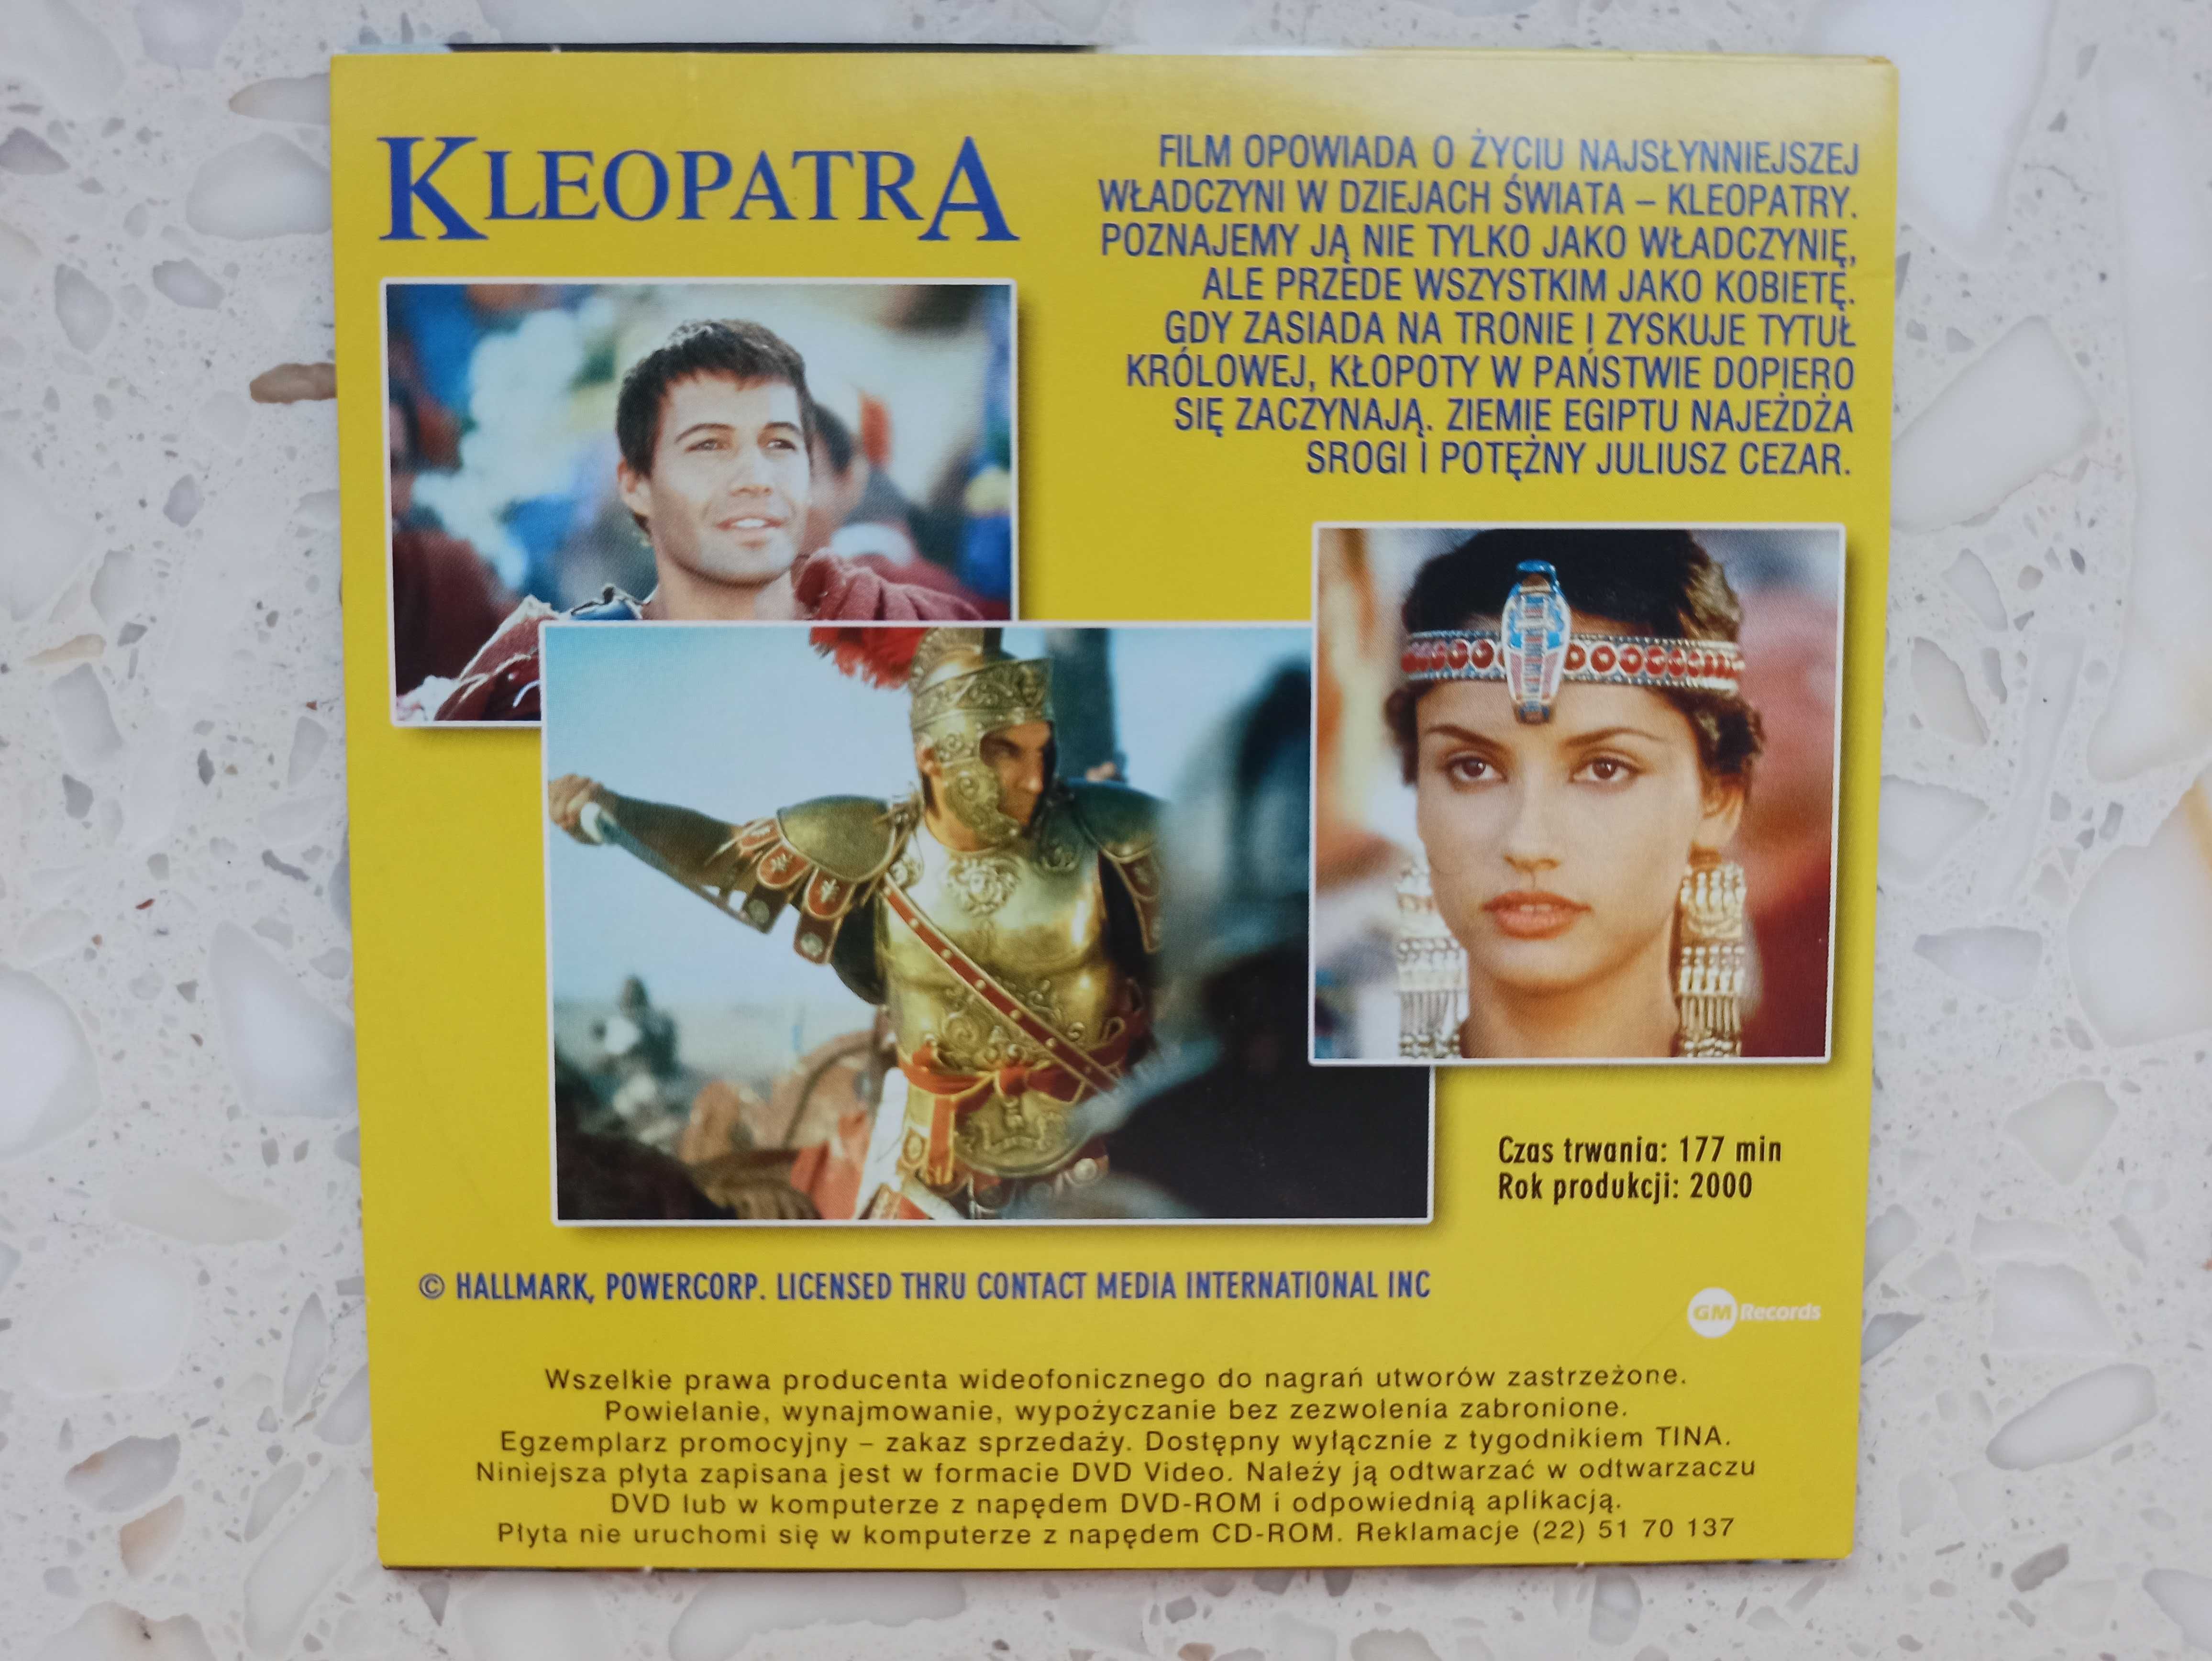 KLEOPATRA
FILM OPOWIADA O ŻYCIU NAJSŁYNNIEJSZEJ
WŁADCZYNI W DZIEJACH ŚWIATA – KLEOPATRY.
POZNAJEMY JĄ NIE TYLKO JAKO WŁADCZYNIĘ,
ALE PRZEDE WSZYSTKIM JAKO KOBIETĘ.
GDY ZASIADA NA TRONIE I ZYSKUJE TYTUŁ
KRÓLOWEJ, KŁOPOTY W PAŃSTWIE DOPIERO
SIĘ ZACZYNAJĄ. ZIEMIE EGIPTU NAJEŻDŻA
SROGI I POTĘŻNY JULIUSZ CEZAR.
Czas trwania: 177 min
Rok produkcji: 2000
© HALLMARK, POWERCORP. LICENSED THRU CONTACT MEDIA INTERNATIONAL INC
GM Records
Wszelkie prawa producenta wideofonicznego do nagrań utworów zastrzeżone.
Powielanie, wynajmowanie, wypożyczanie bez zezwolenia zabronione.
Egzemplarz promocyjny – zakaz sprzedaży. Dostępny wyłącznie z tygodnikiem TINA.
Niniejsza płyta zapisana jest w formacie DVD Video. Należy ją odtwarzać w odtwarzaczu
DVD lub w komputerze z napędem DVD-ROM i odpowiednią aplikacją.
Płyta nie uruchomi się w komputerze z napędem CD-ROM. Reklamacje (22) 51 70 137